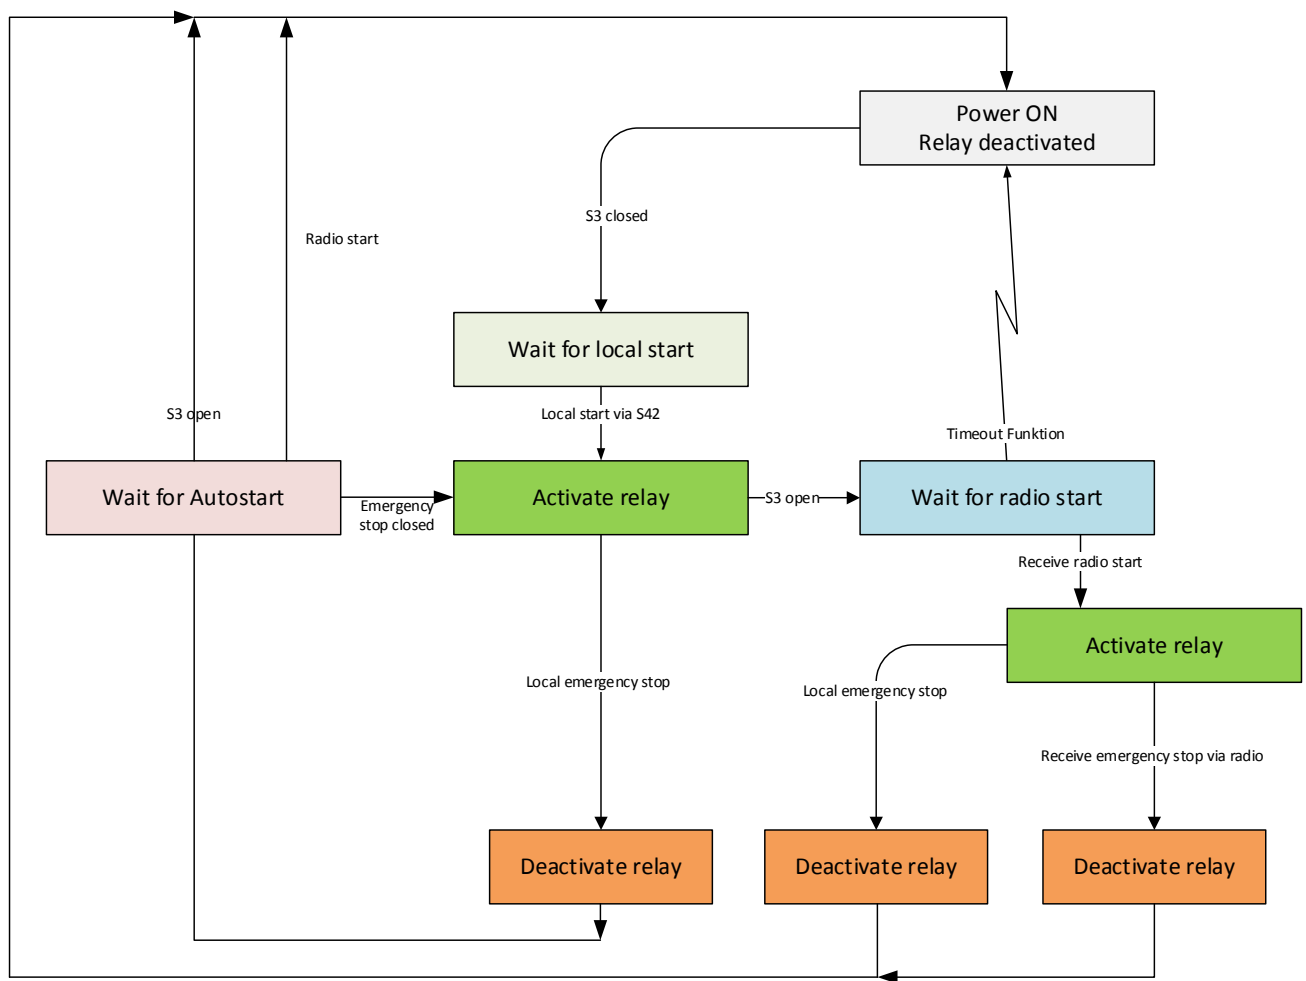 Power ON
Relay deactivated
S3 closed
Radio start
Wait for local start
Local start via S42
S3 open
Timeout Funktion
Wait for Autostart
Emergency
stop closed
Activate relay
S3 open
Wait for radio start
Receive radio start
Activate relay
Local emergency stop
Local emergency stop
Receive emergency stop via radio
Deactivate relay
Deactivate relay
Deactivate relay